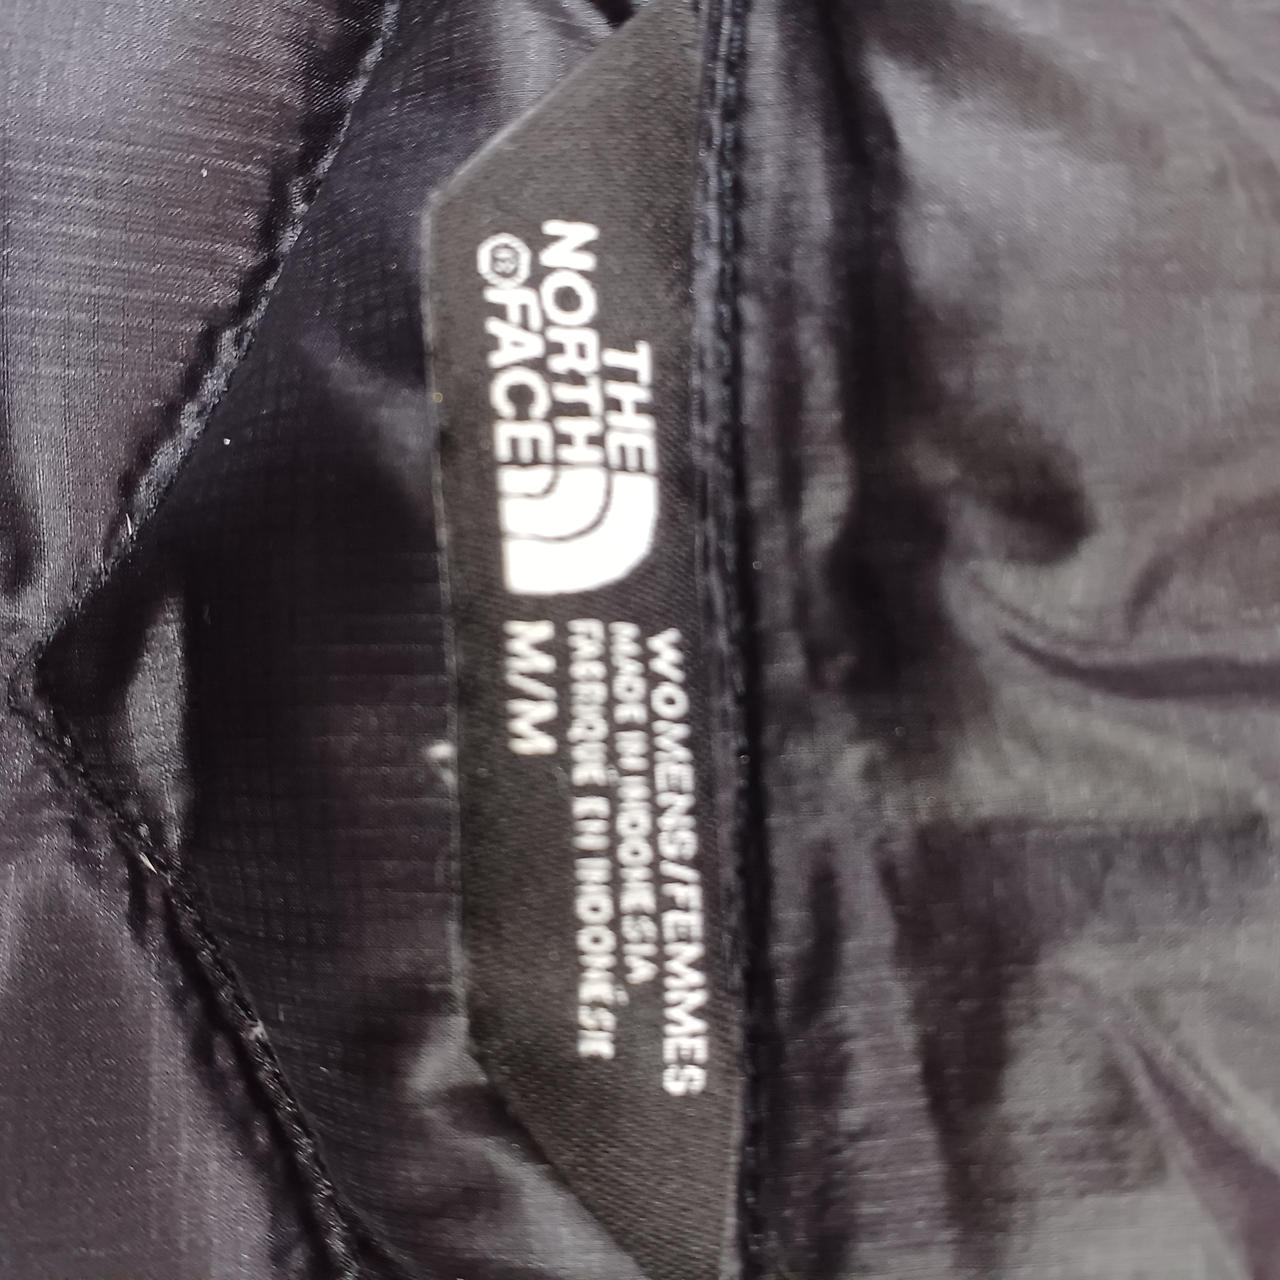 THE
NORTH
FACE®
WOMENS/FEMMES
MADE IN INDONESIA
FABRIQUÉ EN INDONÉSIE
M/M